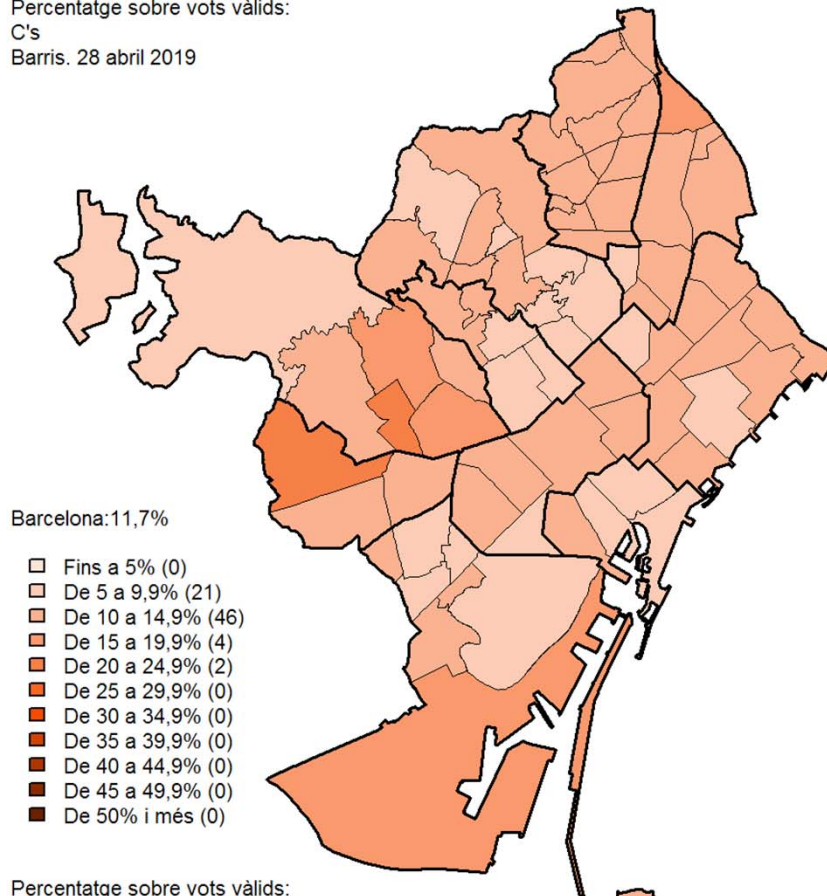 Percentatge sobre vots vàlids:
C's
Barris. 28 abril 2019
Barcelona:11,7%
Fins a 5% (0)
De 5 a 9,9% (21)
De 10 a 14,9% (46)
De 15 a 19,9% (4)
De 20 a 24,9% (2)
De 25 a 29,9% (0)
De 30 a 34,9% (0)
De 35 a 39,9% (0)
De 40 a 44,9% (0)
De 45 a 49,9% (0)
De 50% i més (0)
Percentatge sobre vots vàlids: